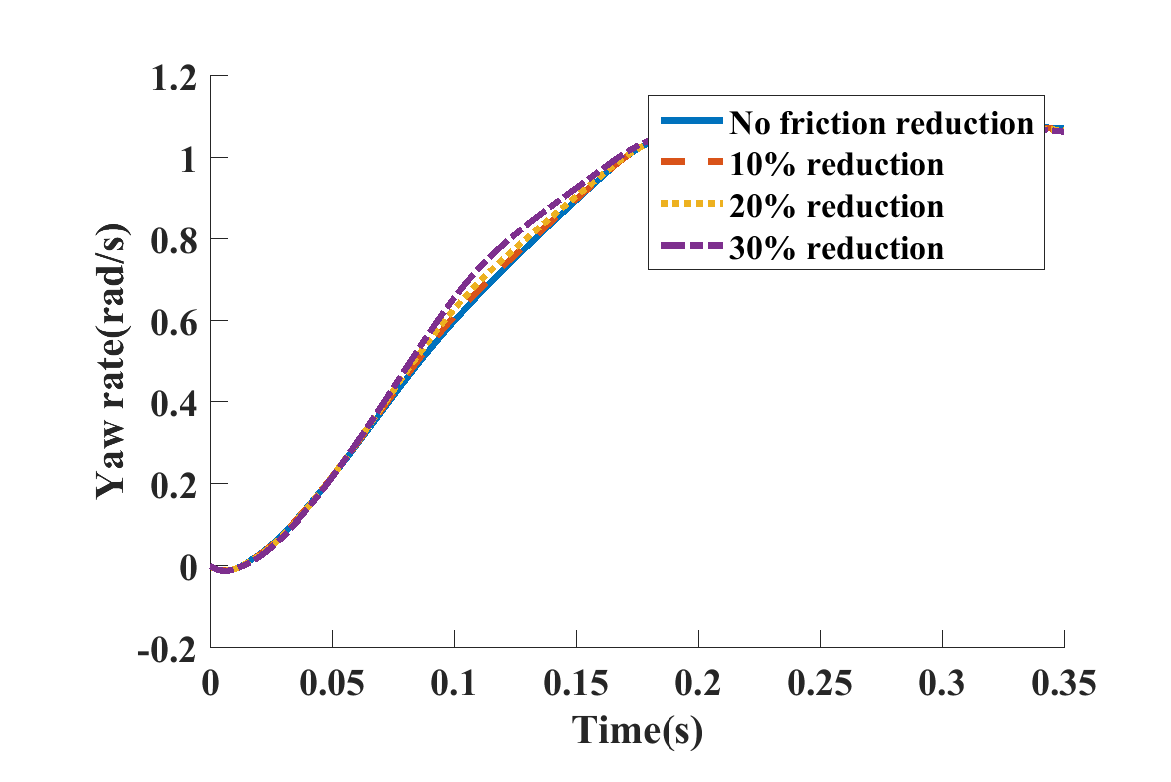 1.2
1
0.8
0.6
0.4
0.2
0
-0.2
Yaw rate(rad/s)
No friction reduction
10% reduction
20% reduction
30% reduction
0 0.05 0.1 0.15 0.2 0.25 0.3 0.35
Time(s)